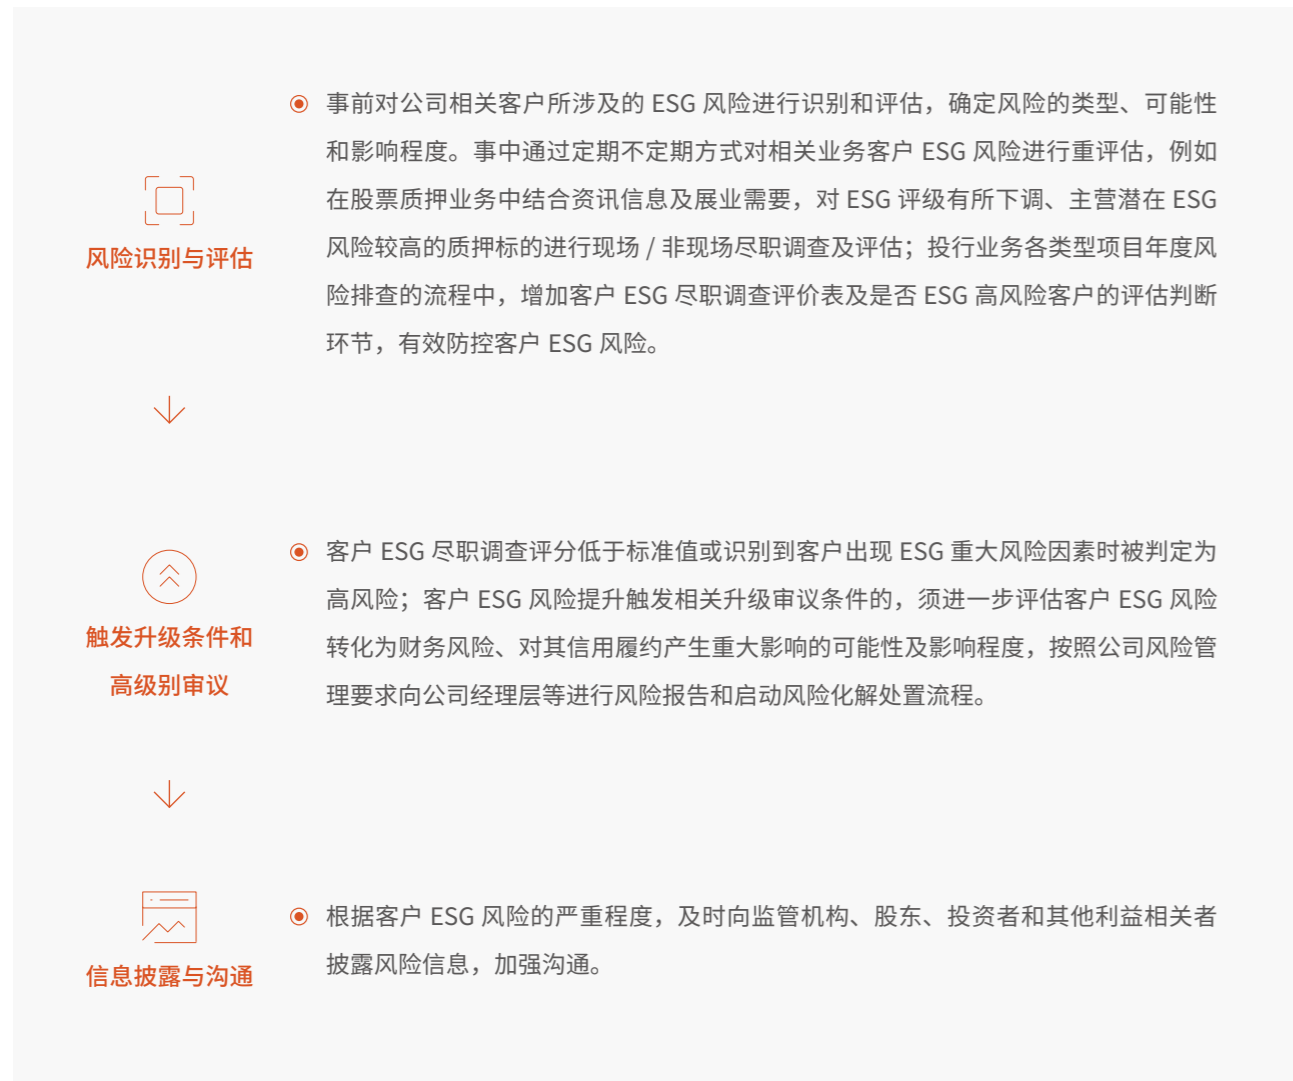 风险识别与评估
事前对公司相关客户所涉及的 ESG 风险进行识别和评估，确定风险的类型、可能性
和影响程度。事中通过定期不定期方式对相关业务客户 ESG 风险进行重评估，例如
在股票质押业务中结合资讯信息及展业需要，对 ESG 评级有所下调、主营潜在 ESG
风险较高的质押标的进行现场 / 非现场尽职调查及评估；投行业务各类型项目年度风
险排查的流程中，增加客户 ESG 尽职调查评价表及是否 ESG 高风险客户的评估判断
环节，有效防控客户 ESG 风险。
触发升级条件和
高级别审议
客户 ESG 尽职调查评分低于标准值或识别到客户出现 ESG 重大风险因素时被判定为
高风险；客户 ESG 风险提升触发相关升级审议条件的，须进一步评估客户 ESG 风险
转化为财务风险、对其信用履约产生重大影响的可能性及影响程度，按照公司风险管
理要求向公司经理层等进行风险报告和启动风险化解处置流程。
信息披露与沟通
根据客户 ESG 风险的严重程度，及时向监管机构、股东、投资者和其他利益相关者
披露风险信息，加强沟通。